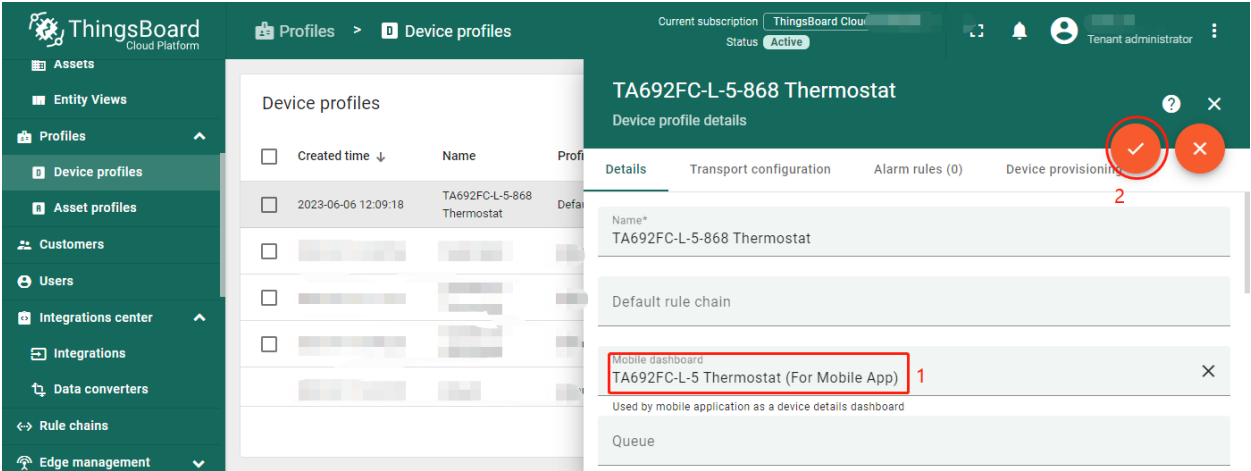 ThingsBoard
Cloud Platform
Profiles > D Device profiles
Current subscription ThingsBoard Clou
Status Active
Tenant administrator
Assets
Entity Views
Profiles
D Device profiles
A Asset profiles
Customers
Users
Integrations center
Integrations
Data converters
Rule chains
Edge management
Device profiles
Created time ↓ Name Profi
2023-06-06 12:09:18 TA692FC-L-5-868 Defau
Thermostat
TA692FC-L-5-868 Thermostat
Device profile details
Details Transport configuration Alarm rules (0) Device provisioning
2
Name*
TA692FC-L-5-868 Thermostat
Default rule chain
Mobile dashboard
TA692FC-L-5 Thermostat (For Mobile App) 1
Used by mobile application as a device details dashboard
Queue